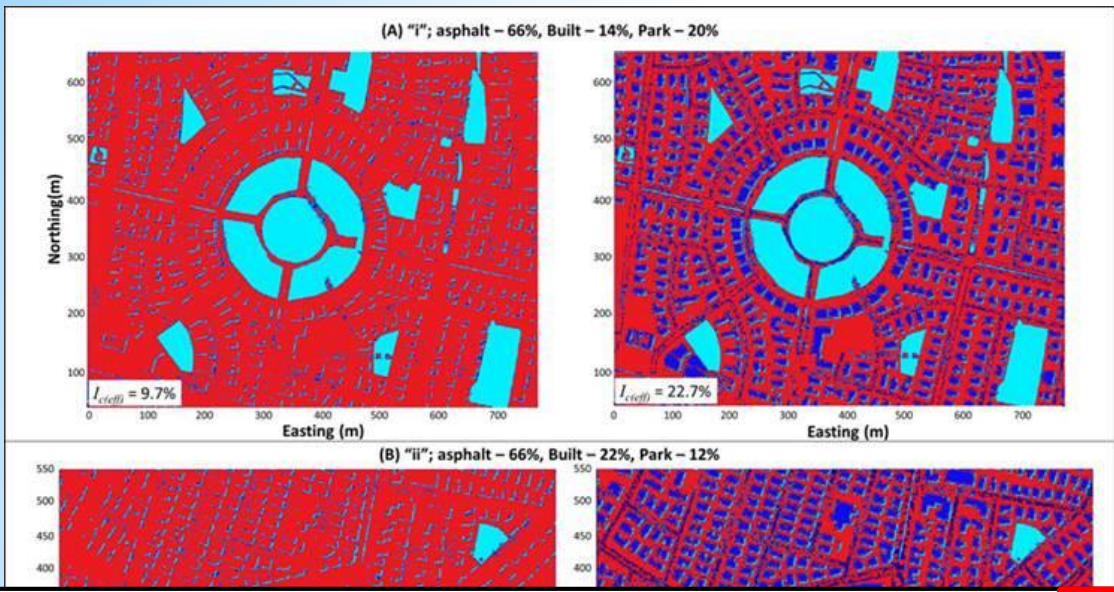 (A) “i”; asphalt – 66%, Built – 14%, Park – 20%
600
500
400
300
200
100
Northing(m)
I_c(eff) = 9.7%
0 100 200 300 400 500 600 700
Easting (m)
600
500
400
300
200
100
I_c(eff) = 22.7%
0 100 200 300 400 500 600 700
Easting (m)
(B) “ii”; asphalt – 66%, Built – 22%, Park – 12%
550
500
450
400
550
500
450
400